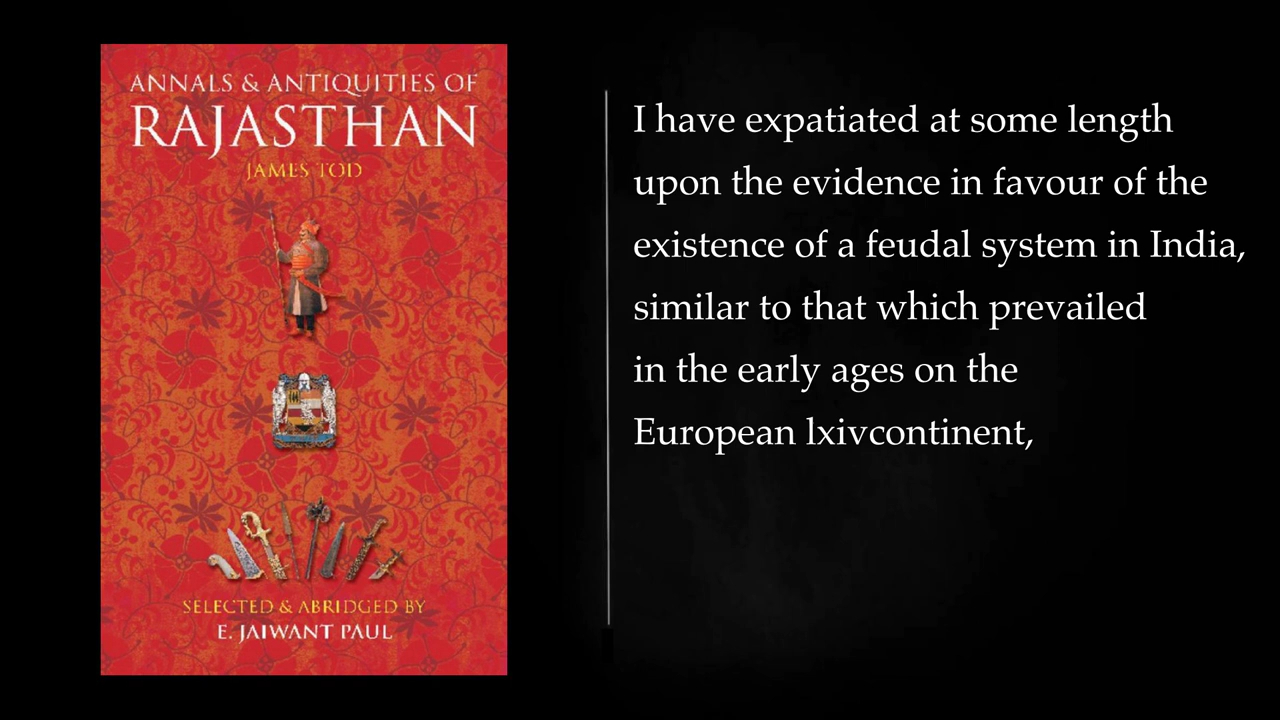 ANNALS & ANTIQUITIES OF
RAJASTHAN
JAMES TOD
SELECTED & ABRIDGED BY
E. JAIWANT PAUL
I have expatiated at some length
upon the evidence in favour of the
existence of a feudal system in India,
similar to that which prevailed
in the early ages on the
European lxivcontinent,